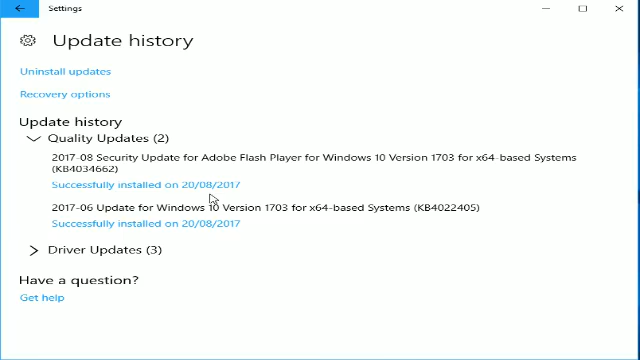 Settings
Update history
Uninstall updates
Recovery options
Update history
Quality Updates (2)
2017-08 Security Update for Adobe Flash Player for Windows 10 Version 1703 for x64-based Systems
(KB4034662)
Successfully installed on 20/08/2017
2017-06 Update for Windows 10 Version 1703 for x64-based Systems (KB4022405)
Successfully installed on 20/08/2017
Driver Updates (3)
Have a question?
Get help